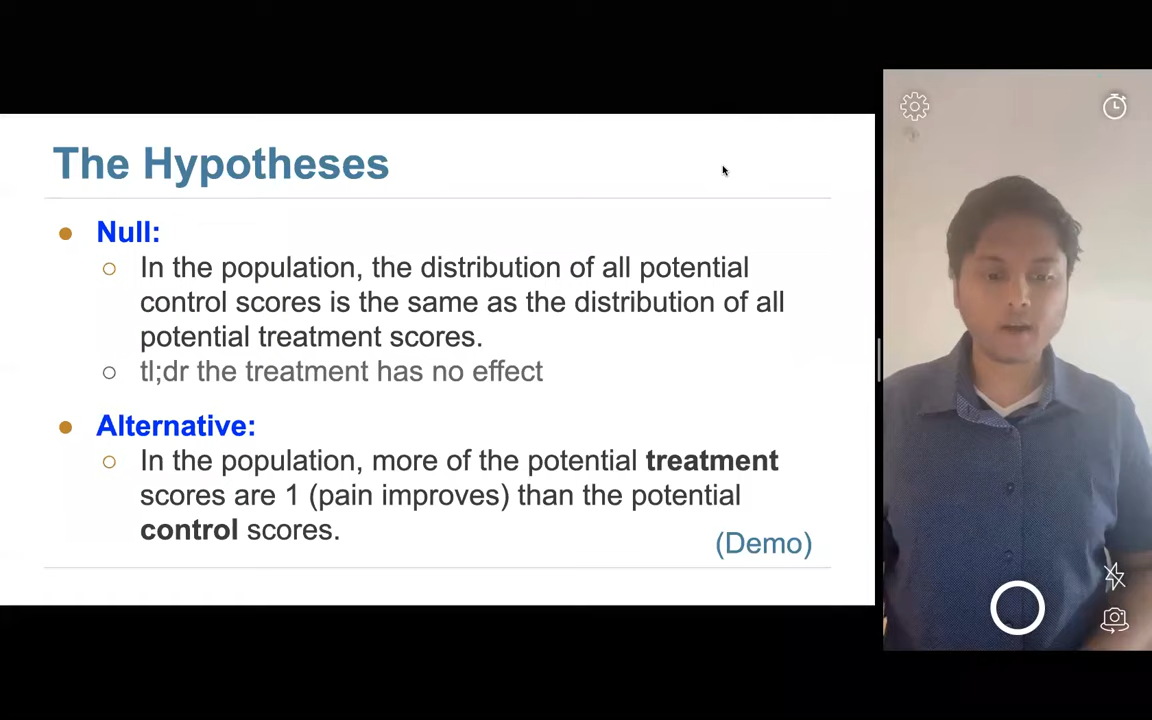 The Hypotheses
● Null:
○ In the population, the distribution of all potential
control scores is the same as the distribution of all
potential treatment scores.
○ tl;dr the treatment has no effect
● Alternative:
○ In the population, more of the potential treatment
scores are 1 (pain improves) than the potential
control scores.
(Demo)